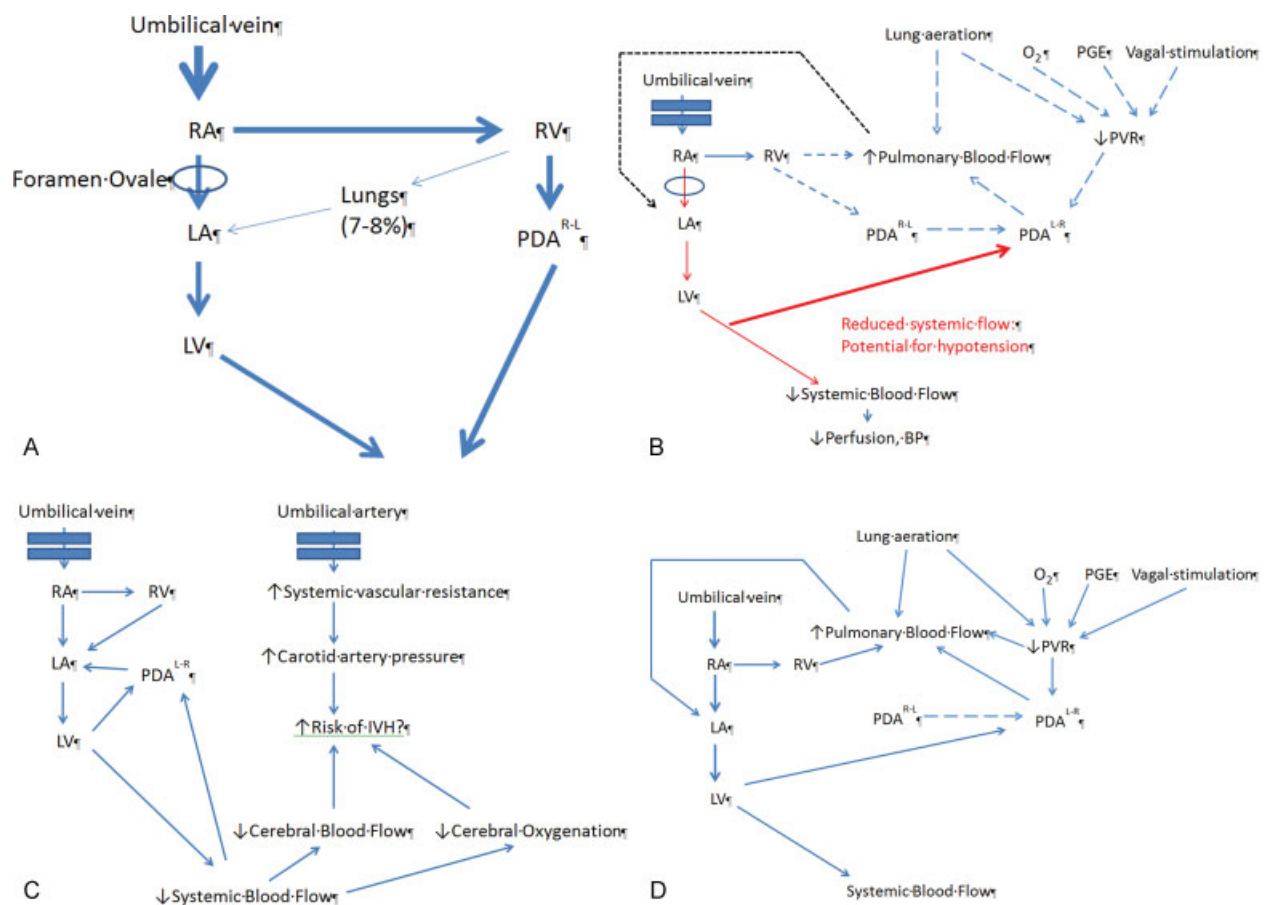 Umbilical·vein¶
RA¶
RV¶
Foramen·Ovale¶
Lungs¶
(7-8%)¶
LA¶
PDA R-L ¶
LV¶
A
Lung·aeration¶
O2¶
PGE¶
Vagal·stimulation¶
Umbilical·vein¶
↓PVR¶
RA¶
RV¶
↑Pulmonary·Blood·Flow¶
LA¶
PDA R-L ¶
PDA L-R ¶
LV¶
Reduced·systemic·flow:¶
Potential·for·hypotension¶
↓Systemic·Blood·Flow¶
↓Perfusion,·BP¶
B
Umbilical·vein¶
Umbilical·artery¶
RA¶
RV¶
↑Systemic·vascular·resistance¶
LA¶
PDA L-R ¶
↑Carotid·artery·pressure¶
LV¶
↑Risk·of·IVH?¶
↓Cerebral·Blood·Flow¶
↓Cerebral·Oxygenation¶
↓Systemic·Blood·Flow¶
C
Lung·aeration¶
O2¶
PGE¶
Vagal·stimulation¶
Umbilical·vein¶
↑Pulmonary·Blood·Flow¶
↓PVR¶
RA¶
RV¶
LA¶
PDA R-L ¶
PDA L-R ¶
LV¶
Systemic·Blood·Flow¶
D